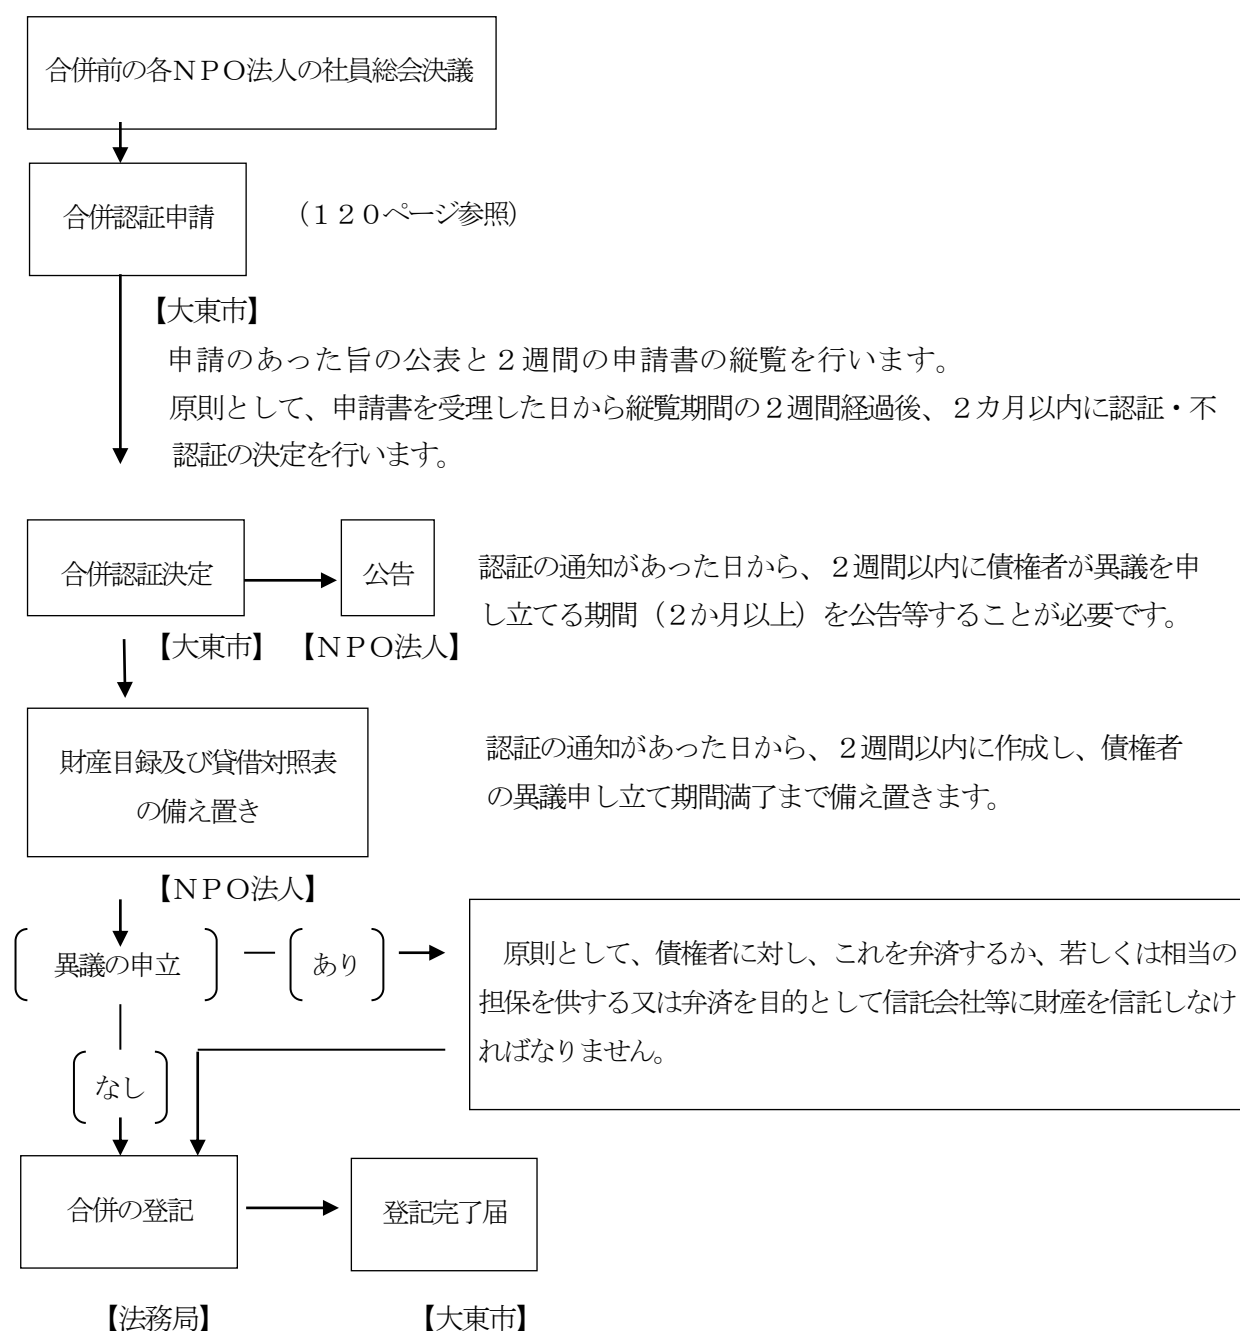 合併前の各ＮＰＯ法人の社員総会決議
合併認証申請
（１２０ページ参照）
【大東市】
申請のあった旨の公表と２週間の申請書の縦覧を行います。
原則として、申請書を受理した日から縦覧期間の２週間経過後、２カ月以内に認証・不
認証の決定を行います。
合併認証決定
公告
認証の通知があった日から、２週間以内に債権者が異議を申
し立てる期間（２か月以上）を公告等することが必要です。
【大東市】
【ＮＰＯ法人】
財産目録及び貸借対照表
の備え置き
認証の通知があった日から、２週間以内に作成し、債権者
の異議申し立て期間満了まで備え置きます。
【ＮＰＯ法人】
異議の申立
あり
原則として、債権者に対し、これを弁済するか、若しくは相当の
担保を供する又は弁済を目的として信託会社等に財産を信託しなけ
ればなりません。
なし
合併の登記
登記完了届
【法務局】
【大東市】